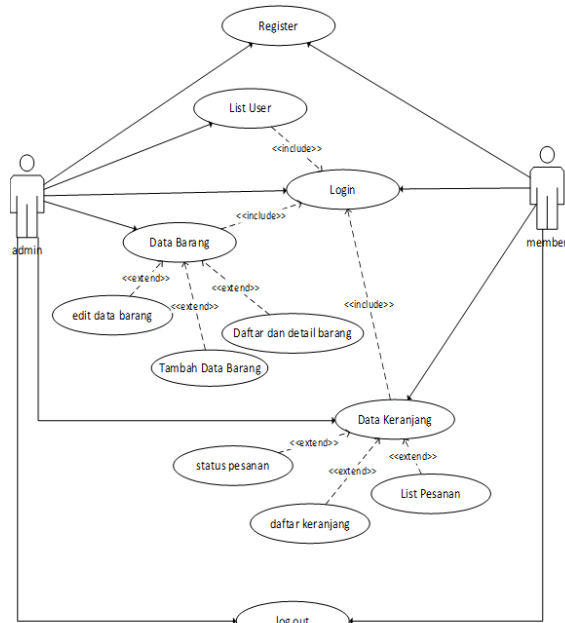 Register
List User
<<include>>
Login
<<include>>
Data Barang
admin
member
<<extend>>
<<extend>>
<<extend>>
edit data barang
<<include>>
Daftar dan detail barang
Tambah Data Barang
Data Keranjang
<<extend>>
<<extend>>
<<extend>>
status pesanan
List Pesanan
daftar keranjang
log out